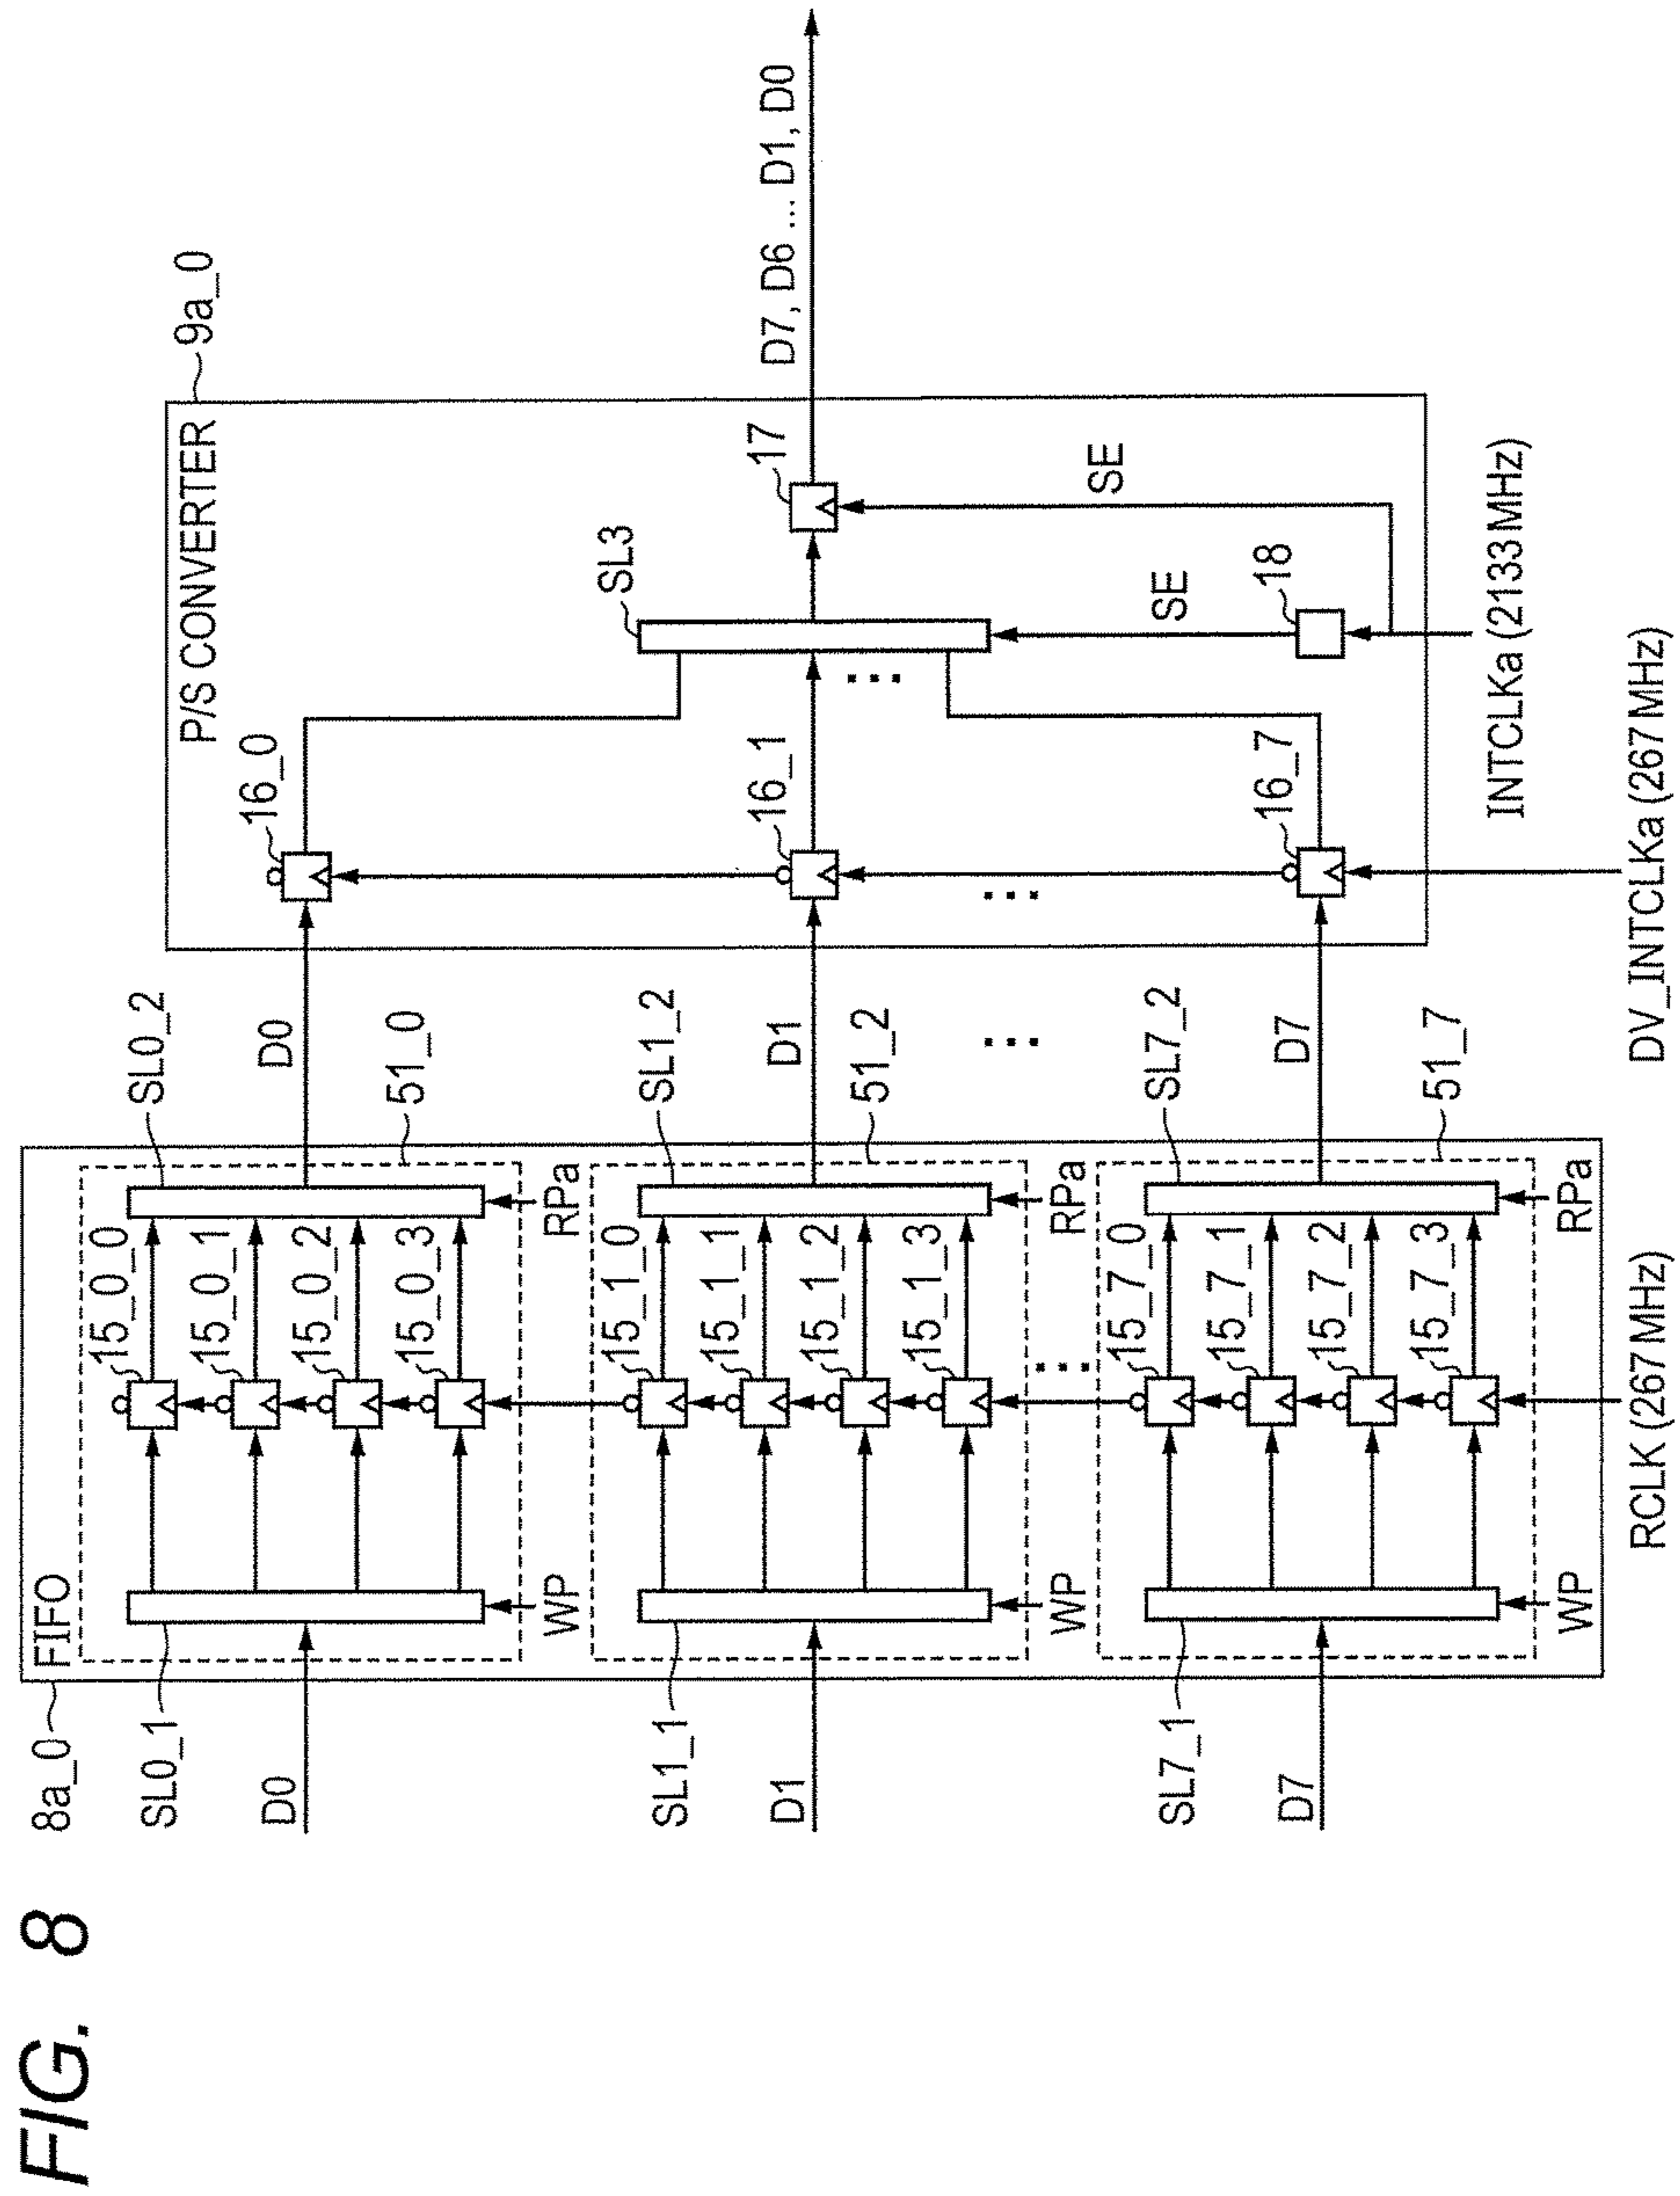 FIG. 8
8a_0
FIFO
SL0_1
D0
WP
15_0_0
15_0_1
15_0_2
15_0_3
RPa
SL0_2
51_0
D0
SL1_1
D1
WP
15_1_0
15_1_1
15_1_2
15_1_3
RPa
SL1_2
51_2
D1
SL7_1
D7
WP
15_7_0
15_7_1
15_7_2
15_7_3
RPa
SL7_2
51_7
D7
...
...
RCLK (267 MHz)
9a_0
P/S CONVERTER
16_0
16_1
16_7
...
...
SL3
17
18
SE
SE
D7, D6 ... D1, D0
DV_INTCLKa (267 MHz)
INTCLKa (2133 MHz)